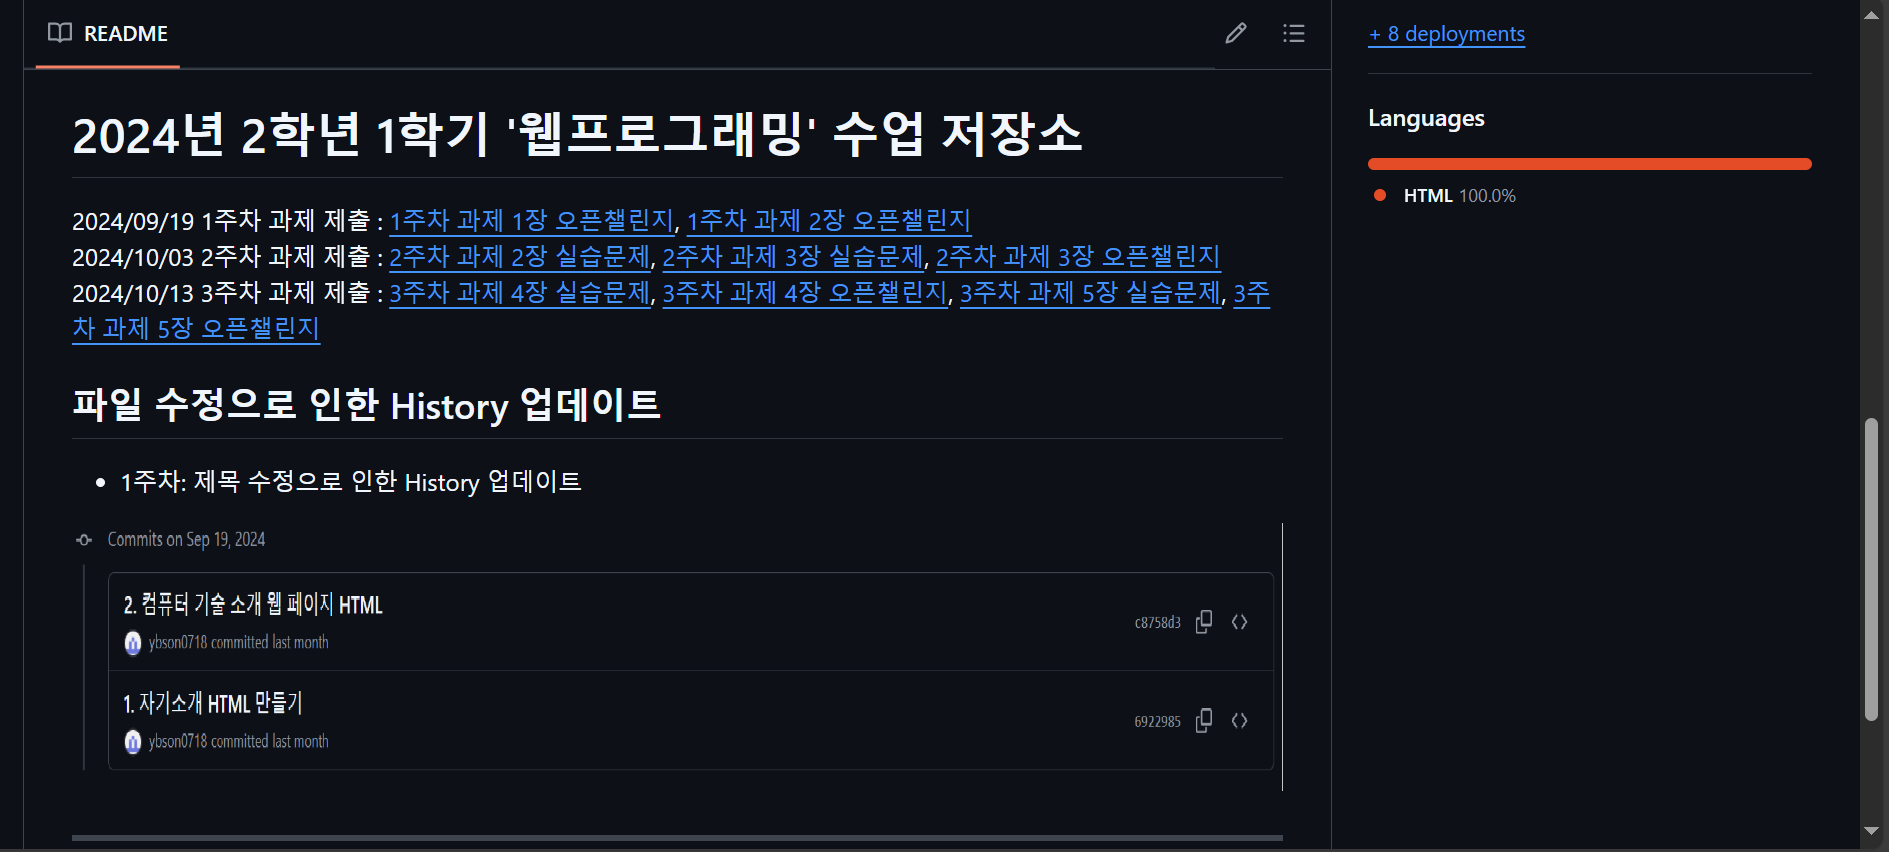 README
2024년 2학년 1학기 '웹프로그래밍' 수업 저장소
2024/09/19 1주차 과제 제출 : 1주차 과제 1장 오픈챌린지, 1주차 과제 2장 오픈챌린지
2024/10/03 2주차 과제 제출 : 2주차 과제 2장 실습문제, 2주차 과제 3장 실습문제, 2주차 과제 3장 오픈챌린지
2024/10/13 3주차 과제 제출 : 3주차 과제 4장 실습문제, 3주차 과제 4장 오픈챌린지, 3주차 과제 5장 실습문제, 3주
차 과제 5장 오픈챌린지
파일 수정으로 인한 History 업데이트
1주차: 제목 수정으로 인한 History 업데이트
Commits on Sep 19, 2024
2. 컴퓨터 기술 소개 웹 페이지 HTML
ybson0718 committed last month
c8758d3
1. 자기소개 HTML 만들기
ybson0718 committed last month
6922985
+ 8 deployments
Languages
HTML 100.0%